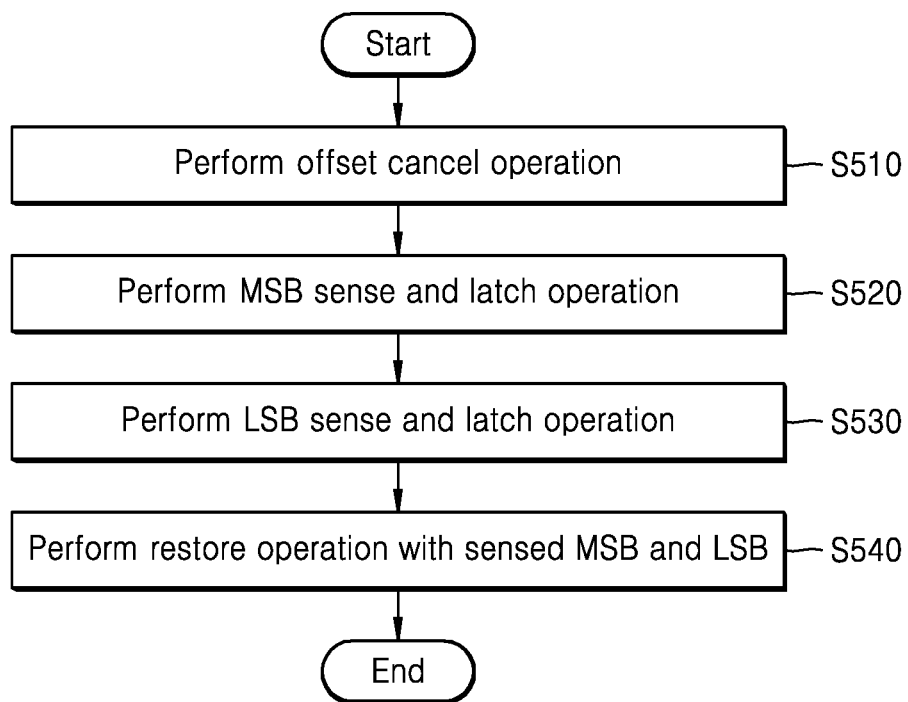 Start
Perform offset cancel operation S510
Perform MSB sense and latch operation S520
Perform LSB sense and latch operation S530
Perform restore operation with sensed MSB and LSB S540
End